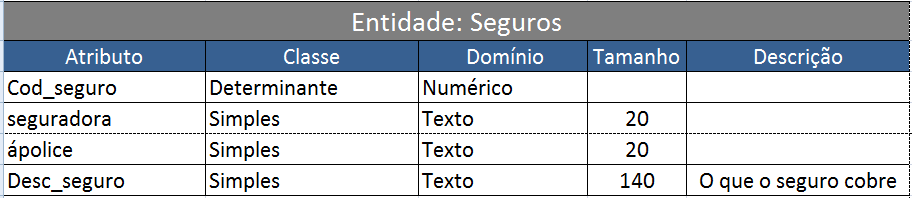 Entidade: Seguros
Atributo Classe Domínio Tamanho Descrição
Cod_seguro Determinante Numérico
seguradora Simples Texto 20
ápolice Simples Texto 20
Desc_seguro Simples Texto 140 O que o seguro cobre